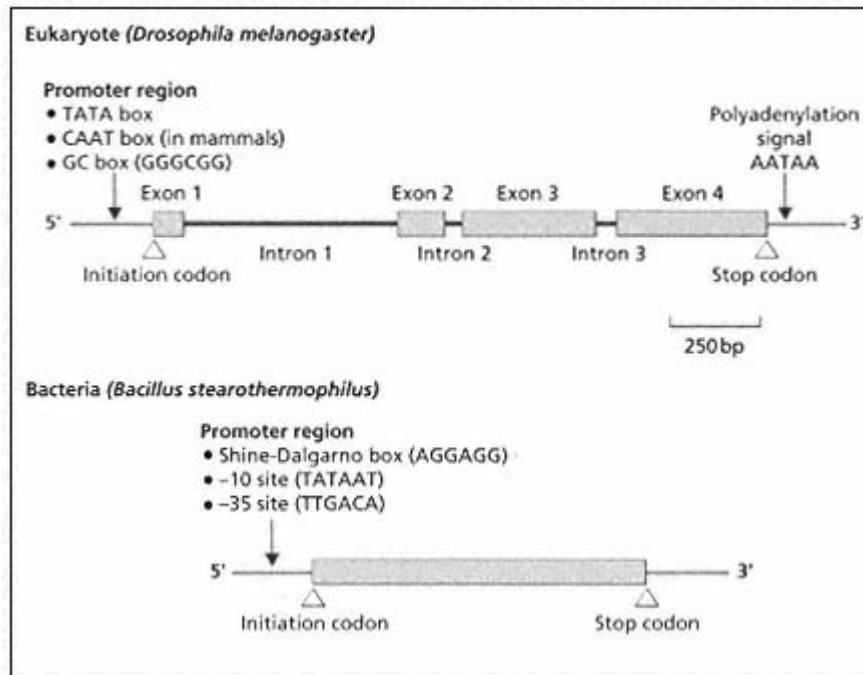 Eukaryote (Drosophila melanogaster)
Promoter region
• TATA box
• CAAT box (in mammals)
• GC box (GGGCGG)
Polyadenylation
signal
AATAA
Exon 1
Exon 2
Exon 3
Exon 4
5'
3'
Intron 1
Intron 2
Intron 3
Initiation codon
Stop codon
250bp
Bacteria (Bacillus stearothermophilus)
Promoter region
• Shine-Dalgarno box (AGGAGG)
• –10 site (TATAAT)
• –35 site (TTGACA)
5'
3'
Initiation codon
Stop codon